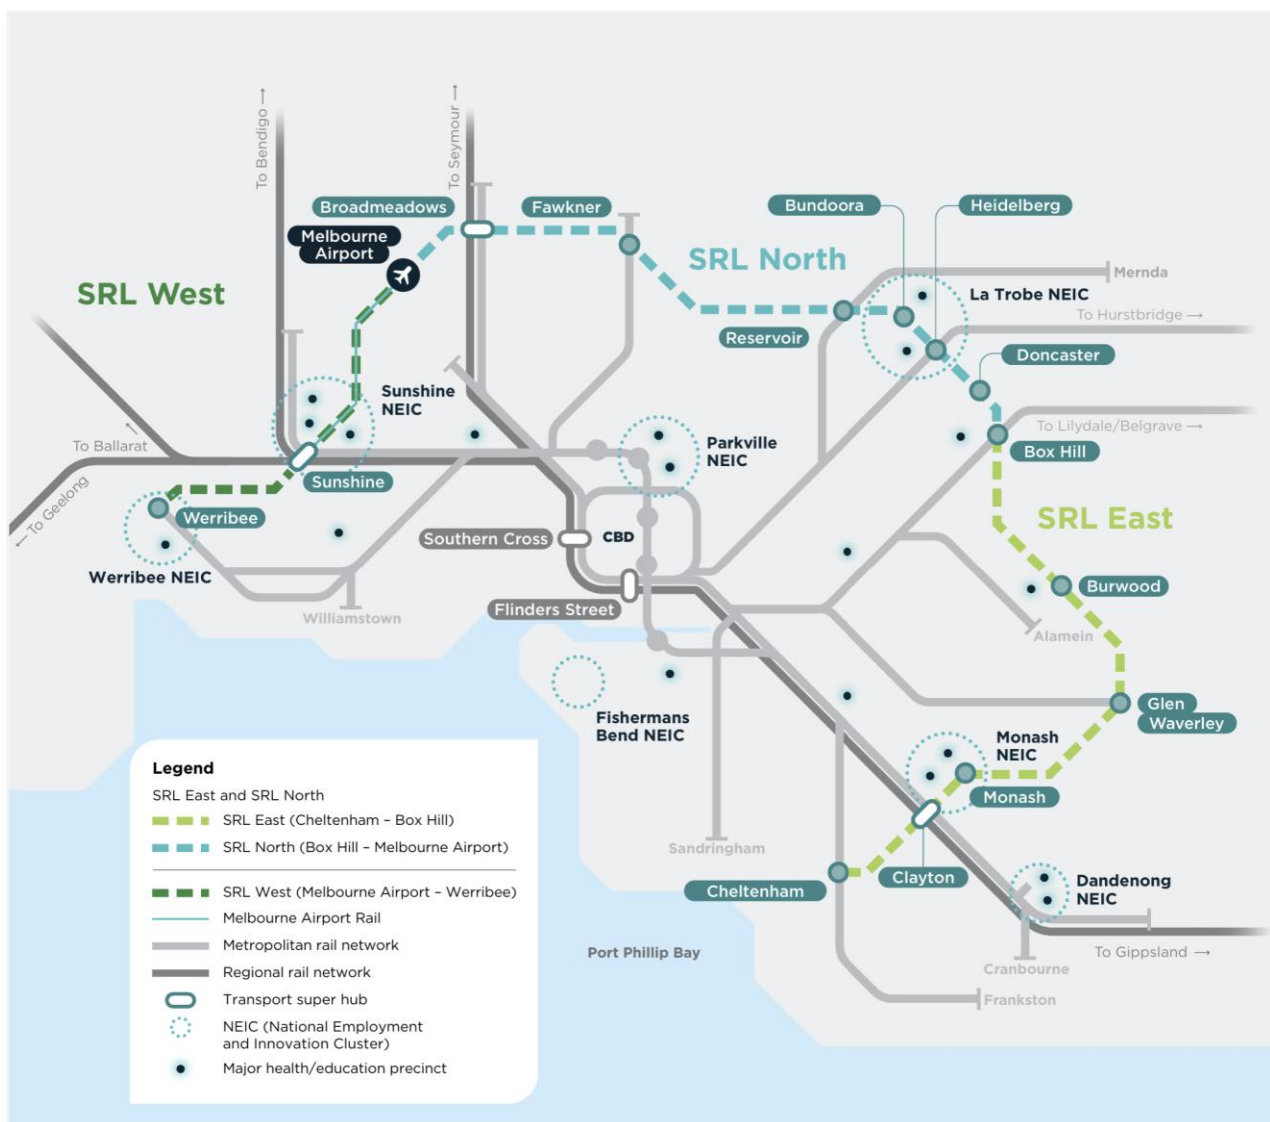 To Bendigo →
To Seymour →
Broadmeadows
Fawkner
Bundoora
Heidelberg
Melbourne
Airport
SRL West
SRL North
Mernda
La Trobe NEIC
To Hurstbridge →
Reservoir
Doncaster
Sunshine
NEIC
To Ballarat
←
Parkville
NEIC
To Lilydale/Belgrave →
Box Hill
Sunshine
← To Geelong
Werribee
SRL East
Southern Cross
CBD
Werribee NEIC
Burwood
Williamstown
Flinders Street
Alamein
Fishermans
Bend NEIC
Glen
Waverley
Monash
NEIC
Monash
Sandringham
Cheltenham
Clayton
Dandenong
NEIC
Port Phillip Bay
To Gippsland →
Cranbourne
Frankston
Legend
SRL East and SRL North
SRL East (Cheltenham – Box Hill)
SRL North (Box Hill – Melbourne Airport)
SRL West (Melbourne Airport – Werribee)
Melbourne Airport Rail
Metropolitan rail network
Regional rail network
Transport super hub
NEIC (National Employment
and Innovation Cluster)
Major health/education precinct